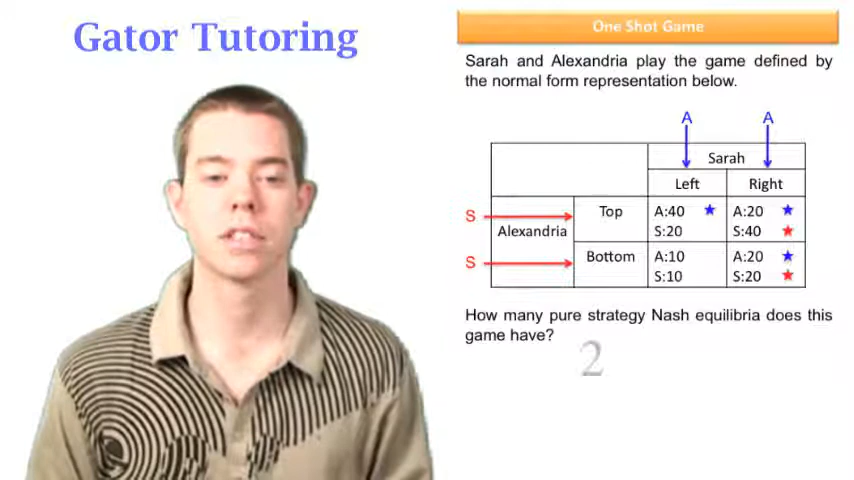 Gator Tutoring
One Shot Game
Sarah and Alexandria play the game defined by
the normal form representation below.
A A
Sarah
Left Right
S Alexandria Top A:40 A:20
S:20 S:40
S Bottom A:10 A:20
S:10 S:20
How many pure strategy Nash equilibria does this
game have?
2